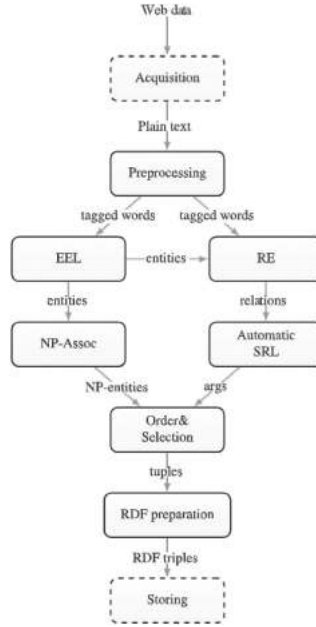 Web data
Acquisition
Plain text
Preprocessing
tagged words tagged words
EEL entities RE
entities relations
NP-Assoc Automatic
SRL
NP-entities args
Order&
Selection
tuples
RDF preparation
RDF triples
Storing